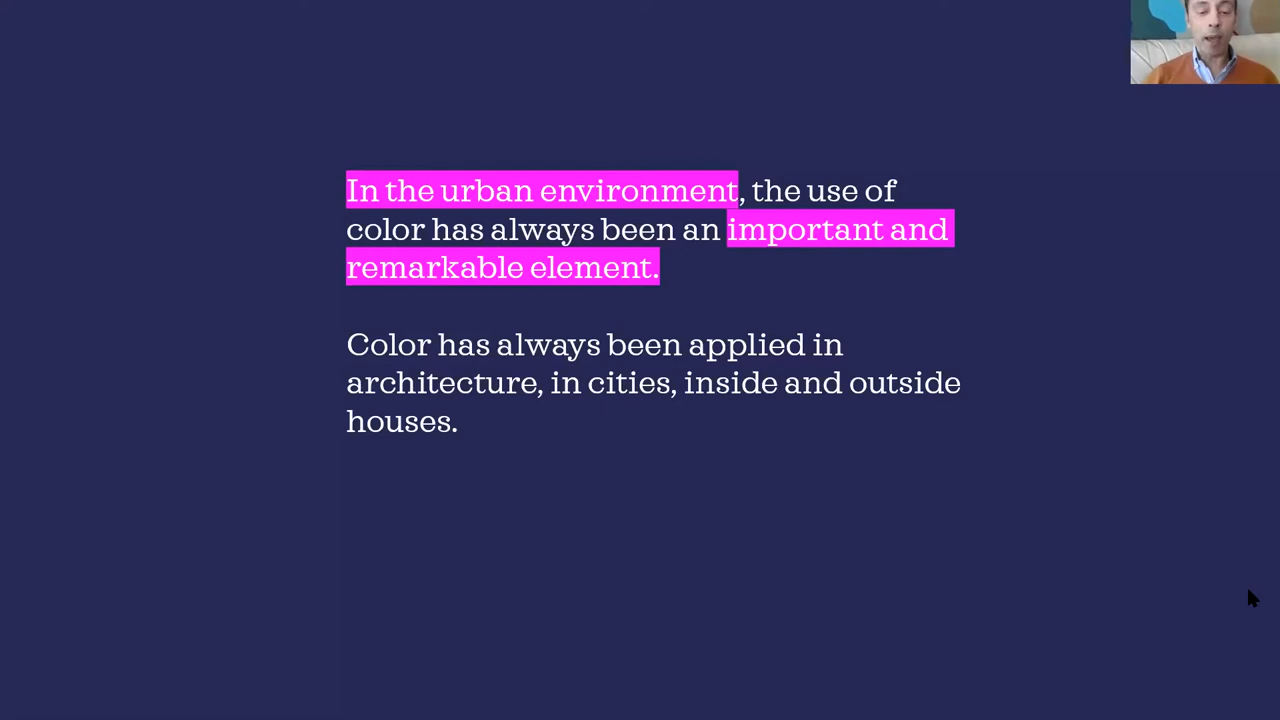 In the urban environment, the use of
color has always been an important and
remarkable element.
Color has always been applied in
architecture, in cities, inside and outside
houses.